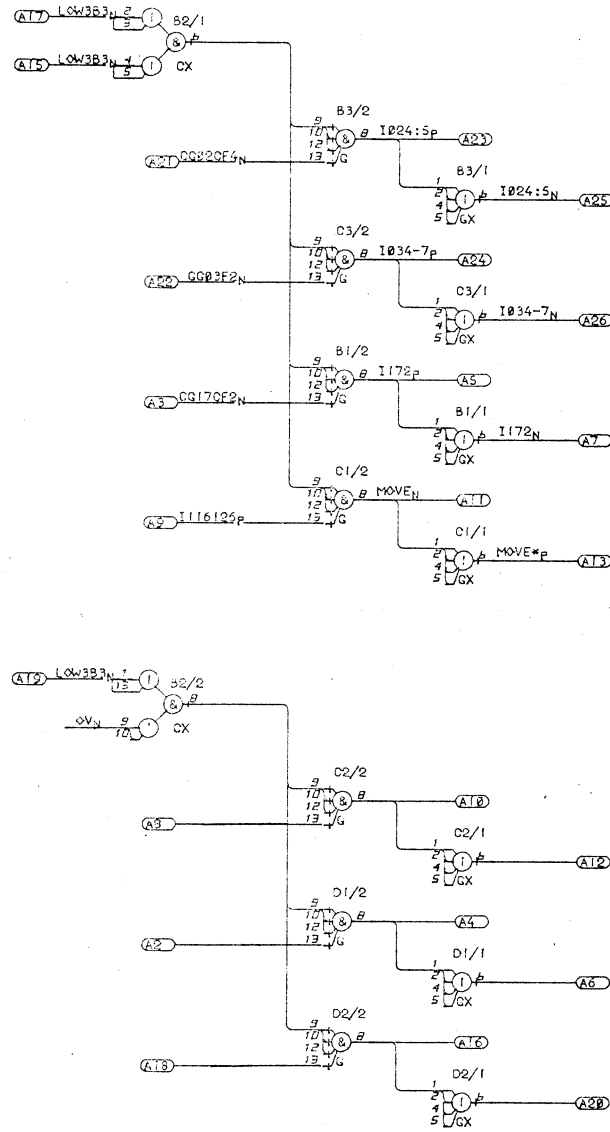 A17 LOW3B3N 2 3 1 B2/1
& p
A15 LOW3B3N 4 5 1 CX
B3/2
9 10 12 & 8 I024:5P A23
A21 CG02CF4N 13 G
B3/1
1 2 4 5 1 p I024:5N A25
GX
C3/2
9 10 12 & 8 I034-7P A24
A22 GG03F2N 13 G
C3/1
1 2 4 5 1 p I034-7N A26
GX
B1/2
9 10 12 & 8 I172P A5
A3 CG17CF2N 13 G
B1/1
1 2 4 5 1 p I172N A7
GX
C1/2
9 10 12 & 8 MOVEN A11
A9 I116125P 13 G
C1/1
1 2 4 5 1 p MOVE*P A13
GX
A19 LOW3B3N 1 13 1 B2/2
& 8
0VN 9 10 CX
C2/2
9 10 12 & 8 A10
13 G
C2/1
1 2 4 5 1 p A12
GX
D1/2
9 10 12 & 8 A4
A2 13 G
D1/1
1 2 4 5 1 p A6
GX
D2/2
9 10 12 & 8 A16
A18 13 G
D2/1
1 2 4 5 1 p A20
GX